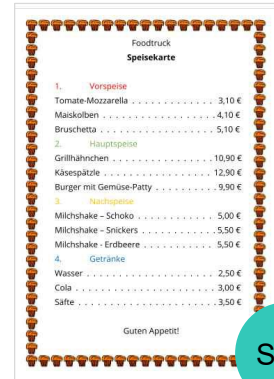 Foodtruck
Speisekarte
1. Vorspeise
Tomate-Mozzarella . . . . . . . . . . . . 3,10 €
Maiskolben . . . . . . . . . . . . . . . . 4,10 €
Bruschetta . . . . . . . . . . . . . . . . 5,10 €
2. Hauptspeise
Grillhähnchen . . . . . . . . . . . . . . 10,90 €
Käsespätzle . . . . . . . . . . . . . . . 12,90 €
Burger mit Gemüse-Patty . . . . . . . . . 9,90 €
3. Nachspeise
Milchshake – Schoko . . . . . . . . . . . 5,00 €
Milchshake – Snickers . . . . . . . . . . 5,50 €
Milchshake - Erdbeere . . . . . . . . . . 5,50 €
4. Getränke
Wasser . . . . . . . . . . . . . . . . . . 2,50 €
Cola . . . . . . . . . . . . . . . . . . . 3,00 €
Säfte . . . . . . . . . . . . . . . . . . . 3,50 €
Guten Appetit!
S